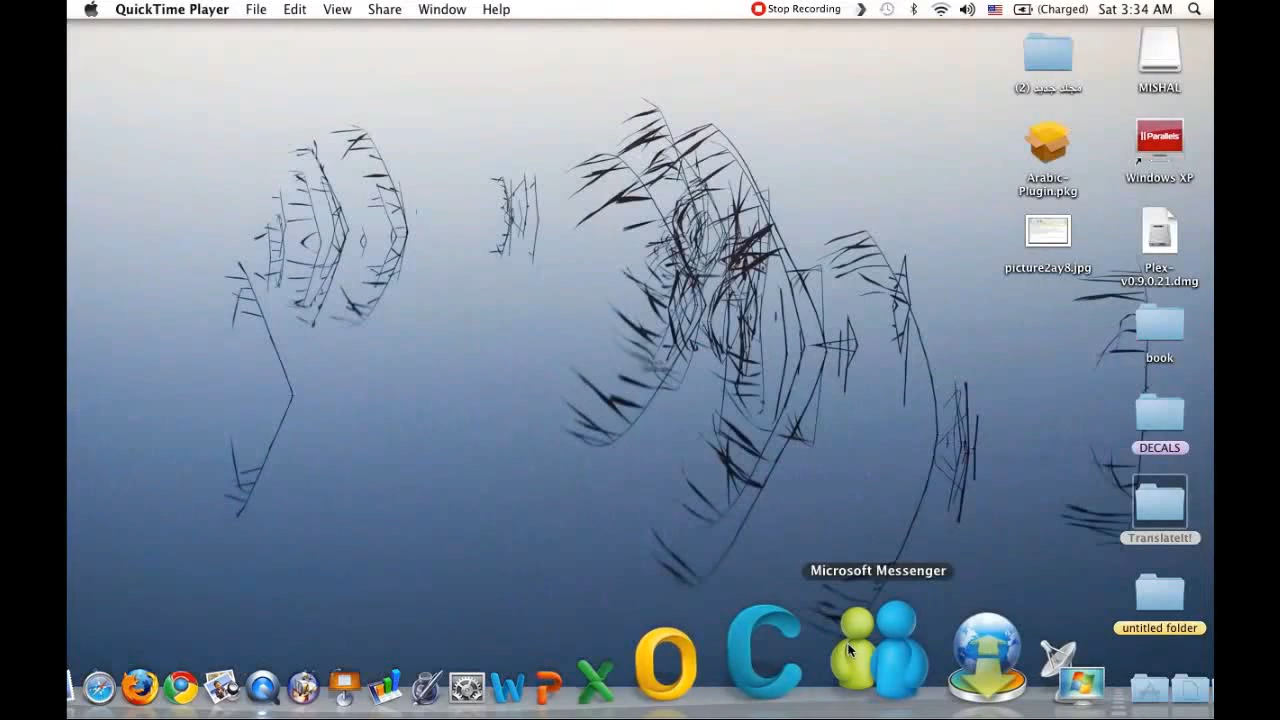 QuickTime Player File Edit View Share Window Help Stop Recording (Charged) Sat 3:34 AM
مجلد جديد (2)
MISHAL
Parallels
Arabic-
Plugin.pkg
Windows XP
picture2ay8.jpg
Plex-
v0.9.0.21.dmg
book
DECALS
TranslateIt!
Microsoft Messenger
untitled folder
W P X O C